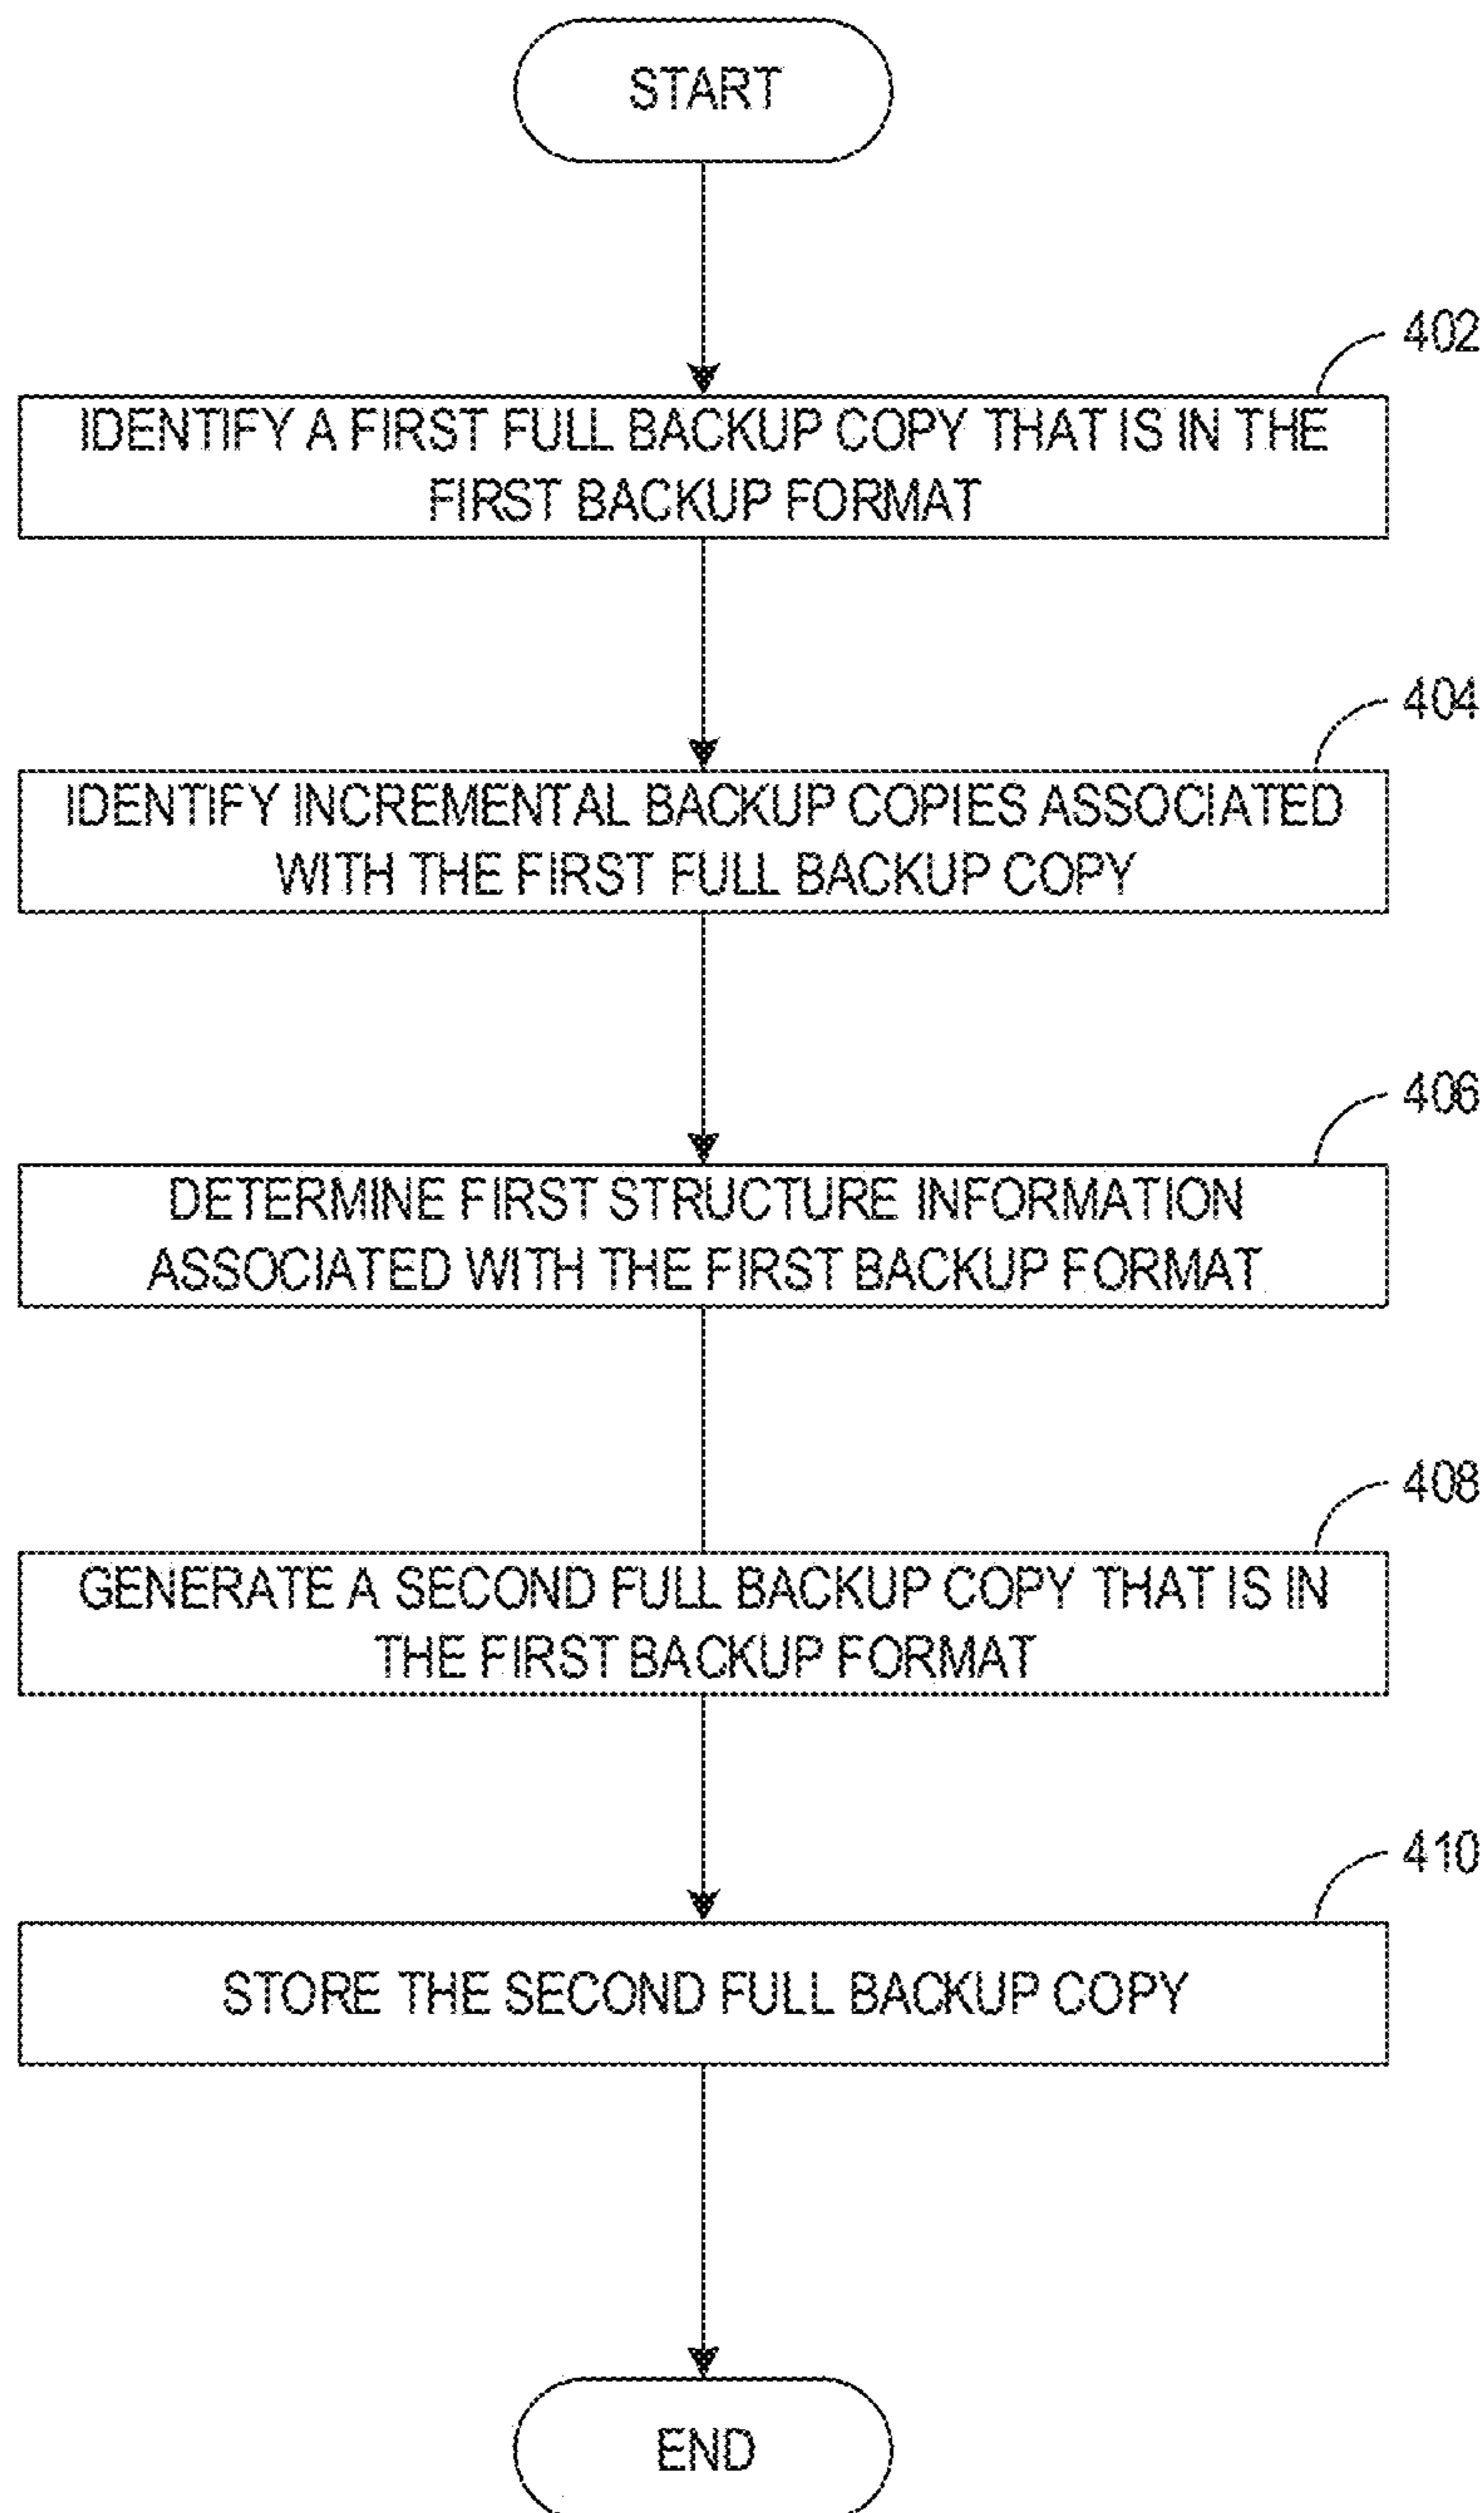 START
402
IDENTIFY A FIRST FULL BACKUP COPY THAT IS IN THE
FIRST BACKUP FORMAT
404
IDENTIFY INCREMENTAL BACKUP COPIES ASSOCIATED
WITH THE FIRST FULL BACKUP COPY
406
DETERMINE FIRST STRUCTURE INFORMATION
ASSOCIATED WITH THE FIRST BACKUP FORMAT
408
GENERATE A SECOND FULL BACKUP COPY THAT IS IN
THE FIRST BACKUP FORMAT
410
STORE THE SECOND FULL BACKUP COPY
END